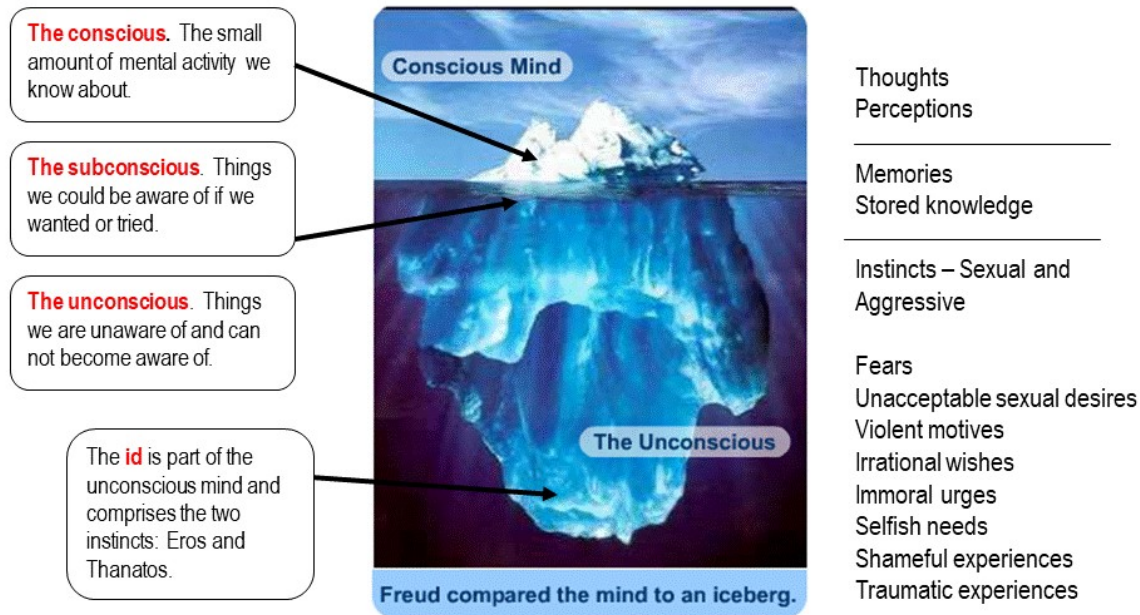 The conscious. The small
amount of mental activity we
know about.
The subconscious. Things
we could be aware of if we
wanted or tried.
The unconscious. Things
we are unaware of and can
not become aware of.
The id is part of the
unconscious mind and
comprises the two
instincts: Eros and
Thanatos.
Conscious Mind
The Unconscious
Freud compared the mind to an iceberg.
Thoughts
Perceptions
Memories
Stored knowledge
Instincts – Sexual and
Aggressive
Fears
Unacceptable sexual desires
Violent motives
Irrational wishes
Immoral urges
Selfish needs
Shameful experiences
Traumatic experiences